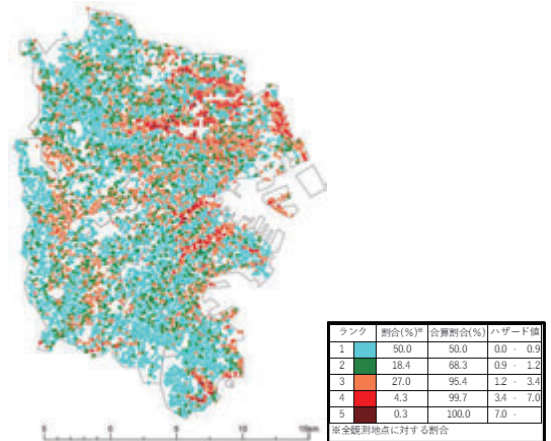 ランク 割合(%)※ 合算割合(%) ハザード値
1 50.0 50.0 0.0 - 0.9
2 18.4 68.3 0.9 - 1.2
3 27.0 95.4 1.2 - 3.4
4 4.3 99.7 3.4 - 7.0
5 0.3 100.0 7.0 -
※全観測地点に対する割合
5 0 5 10km